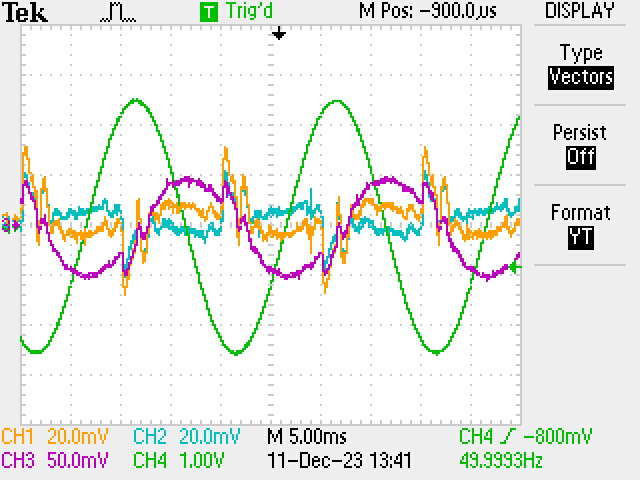 Tek T Trig'd M Pos: -900.0µs DISPLAY
Type
Vectors
Persist
Off
Format
YT
CH1 20.0mV CH2 20.0mV M 5.00ms CH4 -800mV
CH3 50.0mV CH4 1.00V 11-Dec-23 13:41 49.9993Hz